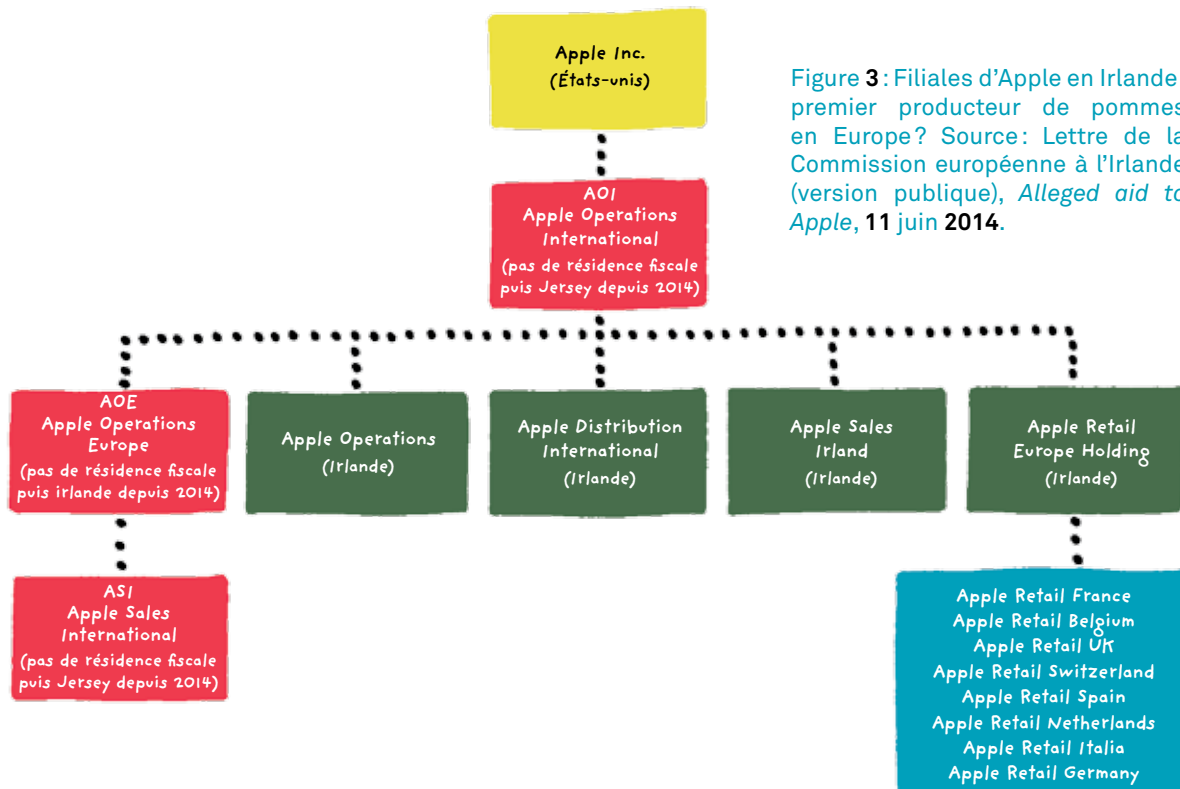 Apple Inc.
(États-unis)
Figure 3 : Filiales d'Apple en Irlande
premier producteur de pommes
en Europe ? Source : Lettre de la
Commission européenne à l'Irlande
(version publique), Alleged aid to
Apple, 11 juin 2014.
AOI
Apple Operations
International
(pas de résidence fiscale
puis Jersey depuis 2014)
AOE
Apple Operations
Europe
(pas de résidence fiscale
puis irlande depuis 2014)
Apple Operations
(Irlande)
Apple Distribution
International
(Irlande)
Apple Sales
Irland
(Irlande)
Apple Retail
Europe Holding
(Irlande)
ASI
Apple Sales
International
(pas de résidence fiscale
puis Jersey depuis 2014)
Apple Retail France
Apple Retail Belgium
Apple Retail UK
Apple Retail Switzerland
Apple Retail Spain
Apple Retail Netherlands
Apple Retail Italia
Apple Retail Germany